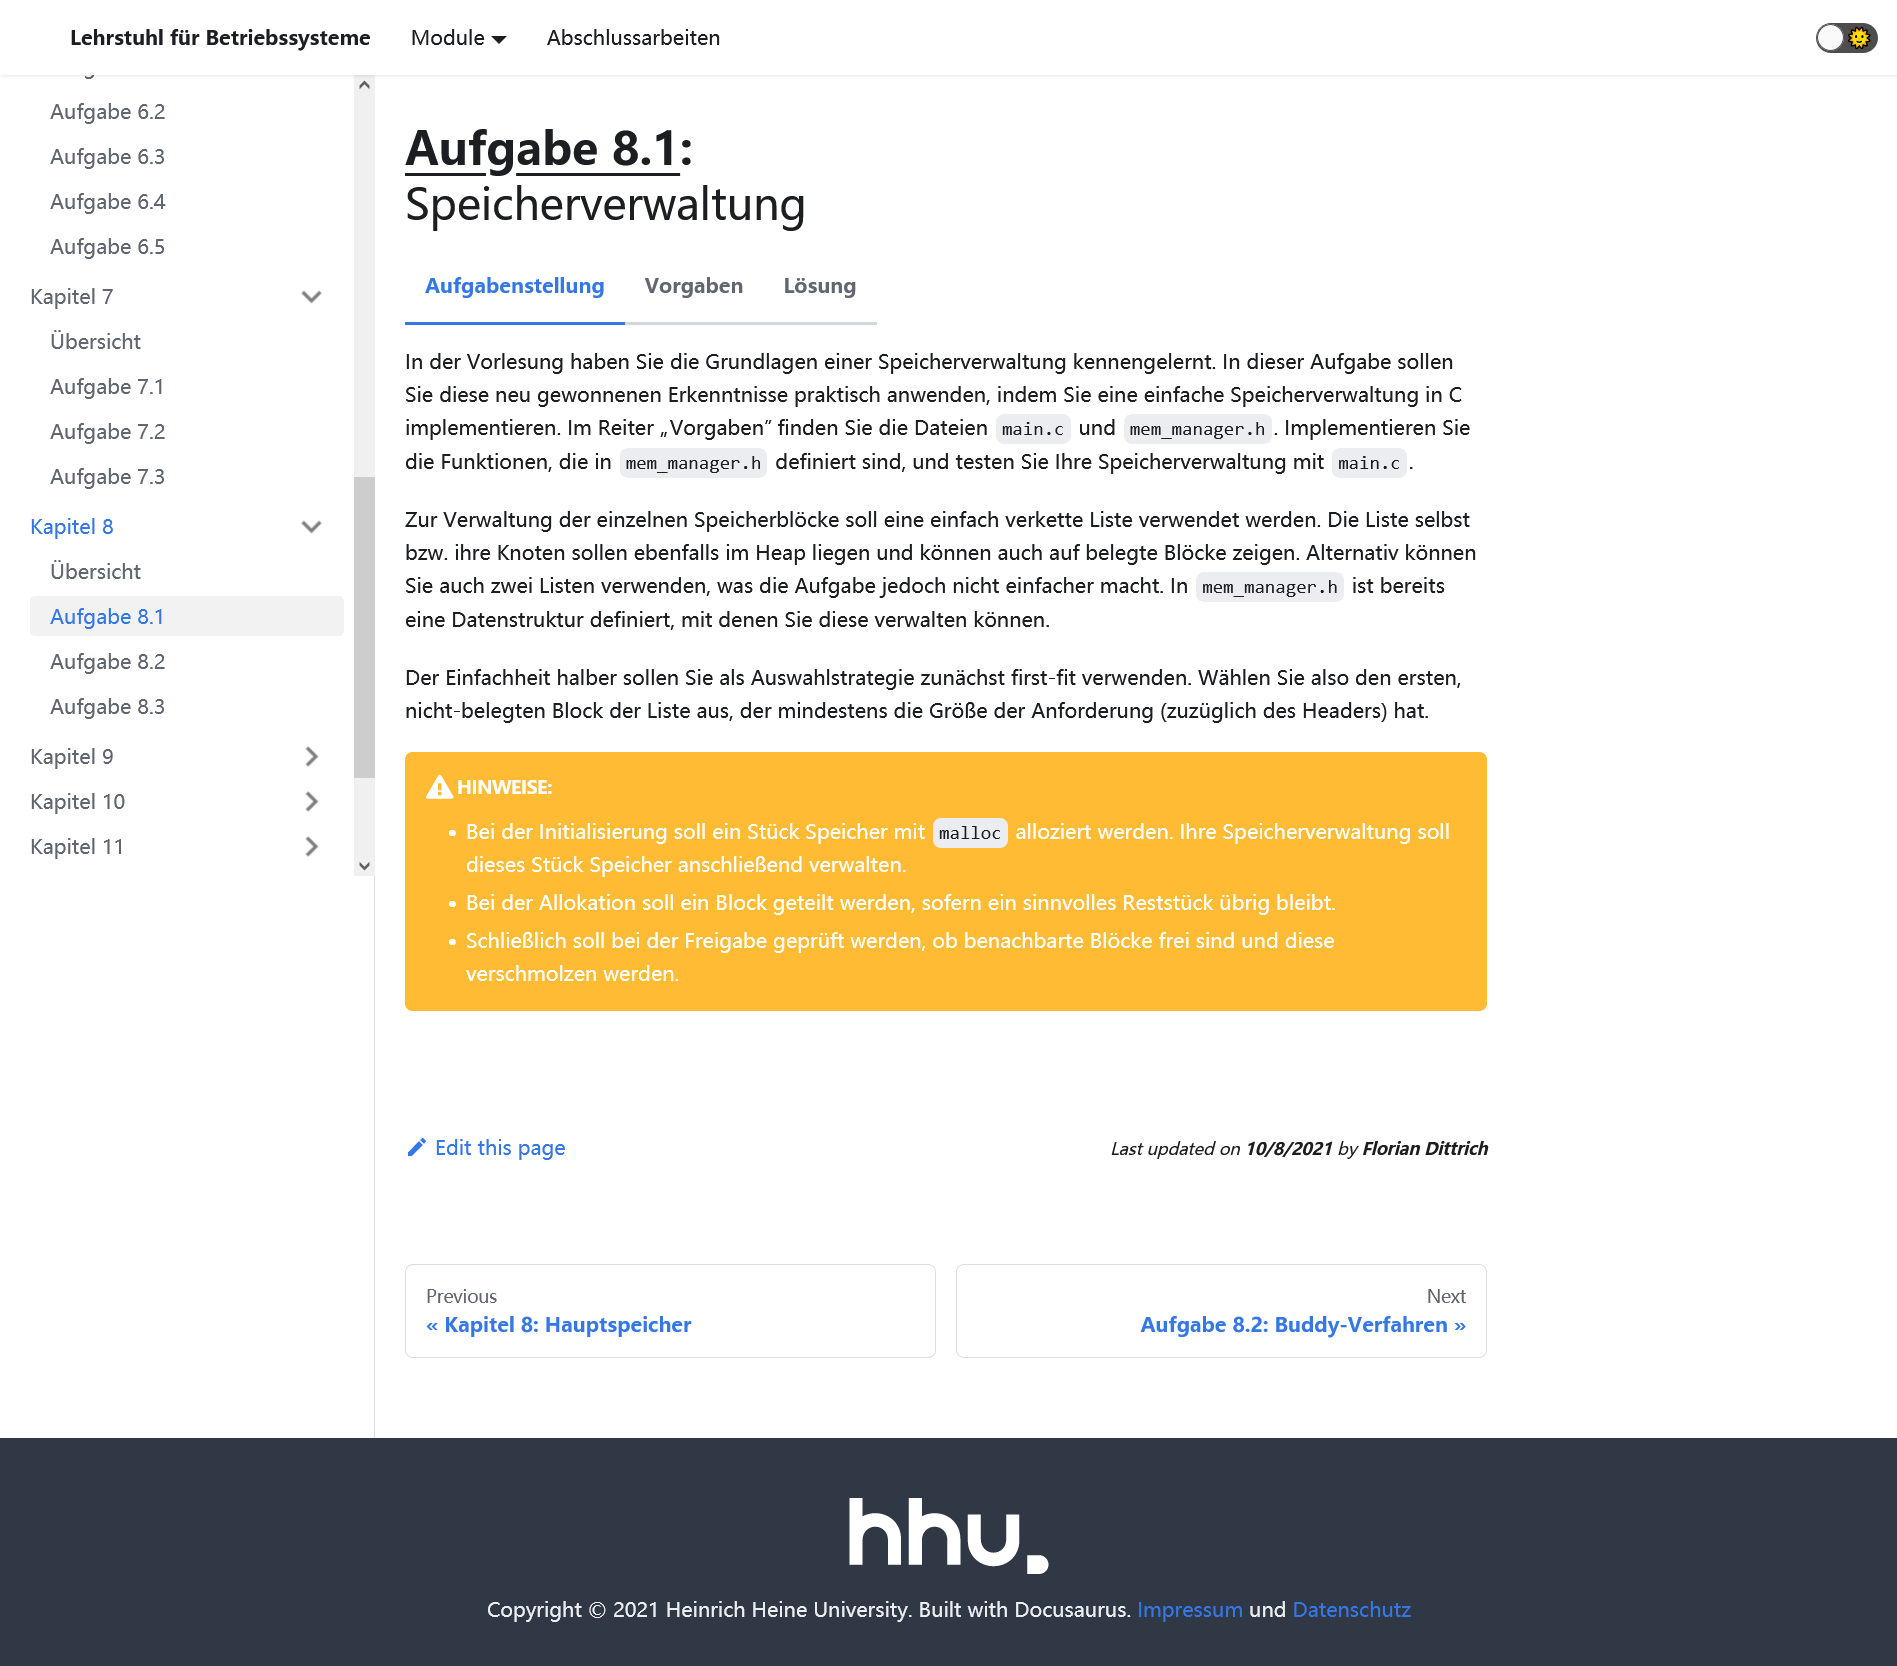 Lehrstuhl für Betriebssysteme
Module
Abschlussarbeiten
Aufgabe 6.2
Aufgabe 6.3
Aufgabe 6.4
Aufgabe 6.5
Kapitel 7
Übersicht
Aufgabe 7.1
Aufgabe 7.2
Aufgabe 7.3
Kapitel 8
Übersicht
Aufgabe 8.1
Aufgabe 8.2
Aufgabe 8.3
Kapitel 9
Kapitel 10
Kapitel 11
Aufgabe 8.1:
Speicherverwaltung
Aufgabenstellung
Vorgaben
Lösung
In der Vorlesung haben Sie die Grundlagen einer Speicherverwaltung kennengelernt. In dieser Aufgabe sollen
Sie diese neu gewonnenen Erkenntnisse praktisch anwenden, indem Sie eine einfache Speicherverwaltung in C
implementieren. Im Reiter „Vorgaben“ finden Sie die Dateien main.c und mem_manager.h. Implementieren Sie
die Funktionen, die in mem_manager.h definiert sind, und testen Sie Ihre Speicherverwaltung mit main.c.
Zur Verwaltung der einzelnen Speicherblöcke soll eine einfach verkette Liste verwendet werden. Die Liste selbst
bzw. ihre Knoten sollen ebenfalls im Heap liegen und können auch auf belegte Blöcke zeigen. Alternativ können
Sie auch zwei Listen verwenden, was die Aufgabe jedoch nicht einfacher macht. In mem_manager.h ist bereits
eine Datenstruktur definiert, mit denen Sie diese verwalten können.
Der Einfachheit halber sollen Sie als Auswahlstrategie zunächst first-fit verwenden. Wählen Sie also den ersten,
nicht-belegten Block der Liste aus, der mindestens die Größe der Anforderung (zuzüglich des Headers) hat.
HINWEISE:
• Bei der Initialisierung soll ein Stück Speicher mit malloc alloziert werden. Ihre Speicherverwaltung soll
dieses Stück Speicher anschließend verwalten.
• Bei der Allokation soll ein Block geteilt werden, sofern ein sinnvolles Reststück übrig bleibt.
• Schließlich soll bei der Freigabe geprüft werden, ob benachbarte Blöcke frei sind und diese
verschmolzen werden.
Edit this page
Last updated on 10/8/2021 by Florian Dittrich
Previous
« Kapitel 8: Hauptspeicher
Next
Aufgabe 8.2: Buddy-Verfahren »
hhu.
Copyright © 2021 Heinrich Heine University. Built with Docusaurus. Impressum und Datenschutz